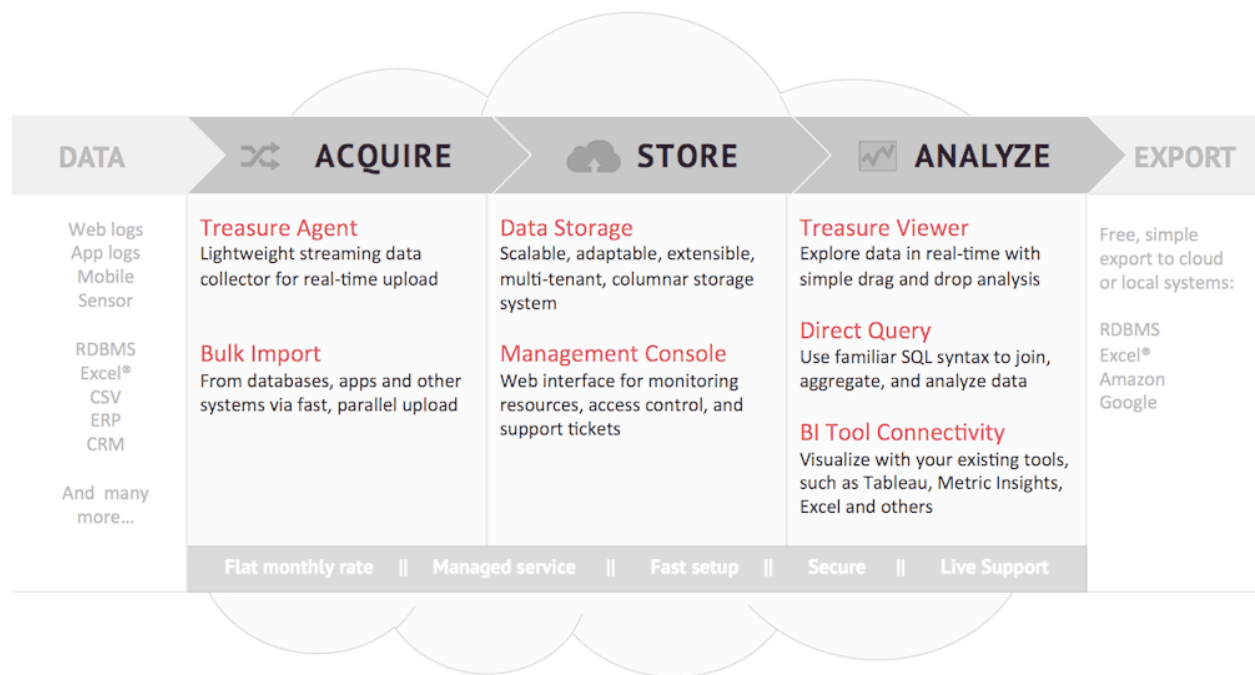 DATA
ACQUIRE
STORE
ANALYZE
EXPORT
Web logs
App logs
Mobile
Sensor
RDBMS
Excel®
CSV
ERP
CRM
And many
more...
Treasure Agent
Lightweight streaming data
collector for real-time upload
Bulk Import
From databases, apps and other
systems via fast, parallel upload
Data Storage
Scalable, adaptable, extensible,
multi-tenant, columnar storage
system
Management Console
Web interface for monitoring
resources, access control, and
support tickets
Treasure Viewer
Explore data in real-time with
simple drag and drop analysis
Direct Query
Use familiar SQL syntax to join,
aggregate, and analyze data
BI Tool Connectivity
Visualize with your existing tools,
such as Tableau, Metric Insights,
Excel and others
Free, simple
export to cloud
or local systems:
RDBMS
Excel®
Amazon
Google
Flat monthly rate || Managed service || Fast setup || Secure || Live Support